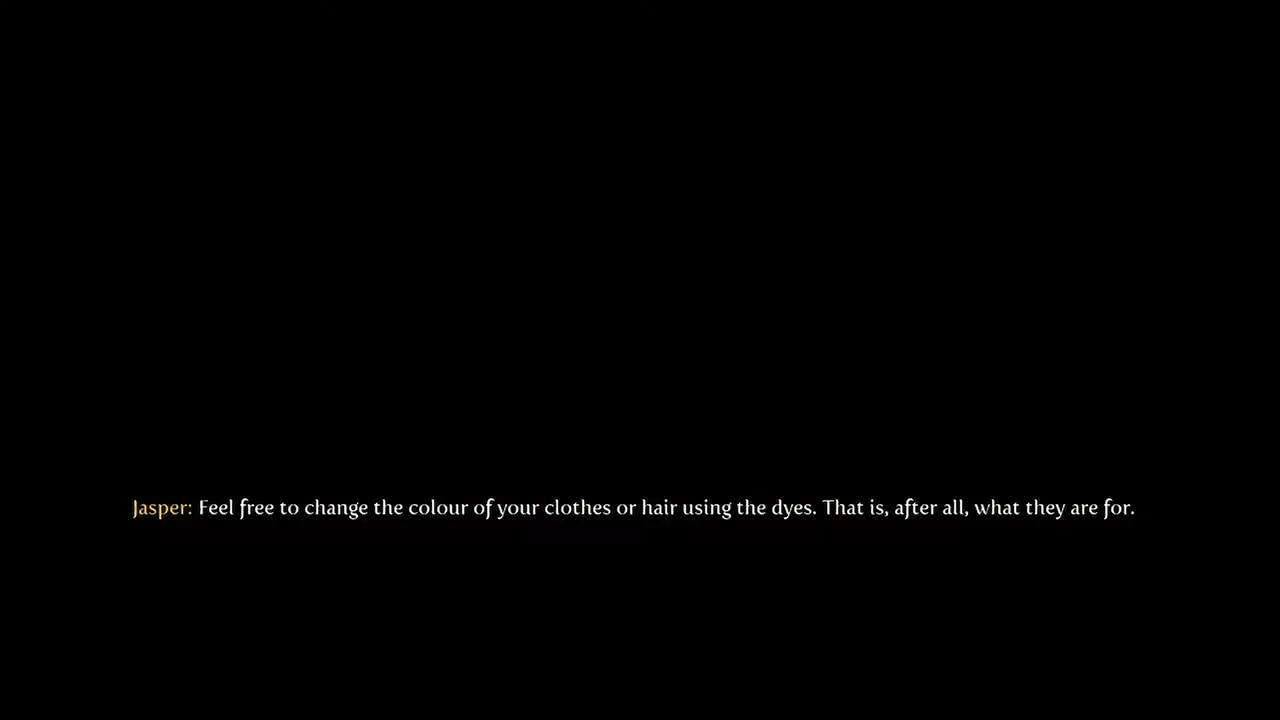 Jasper: Feel free to change the colour of your clothes or hair using the dyes. That is, after all, what they are for.